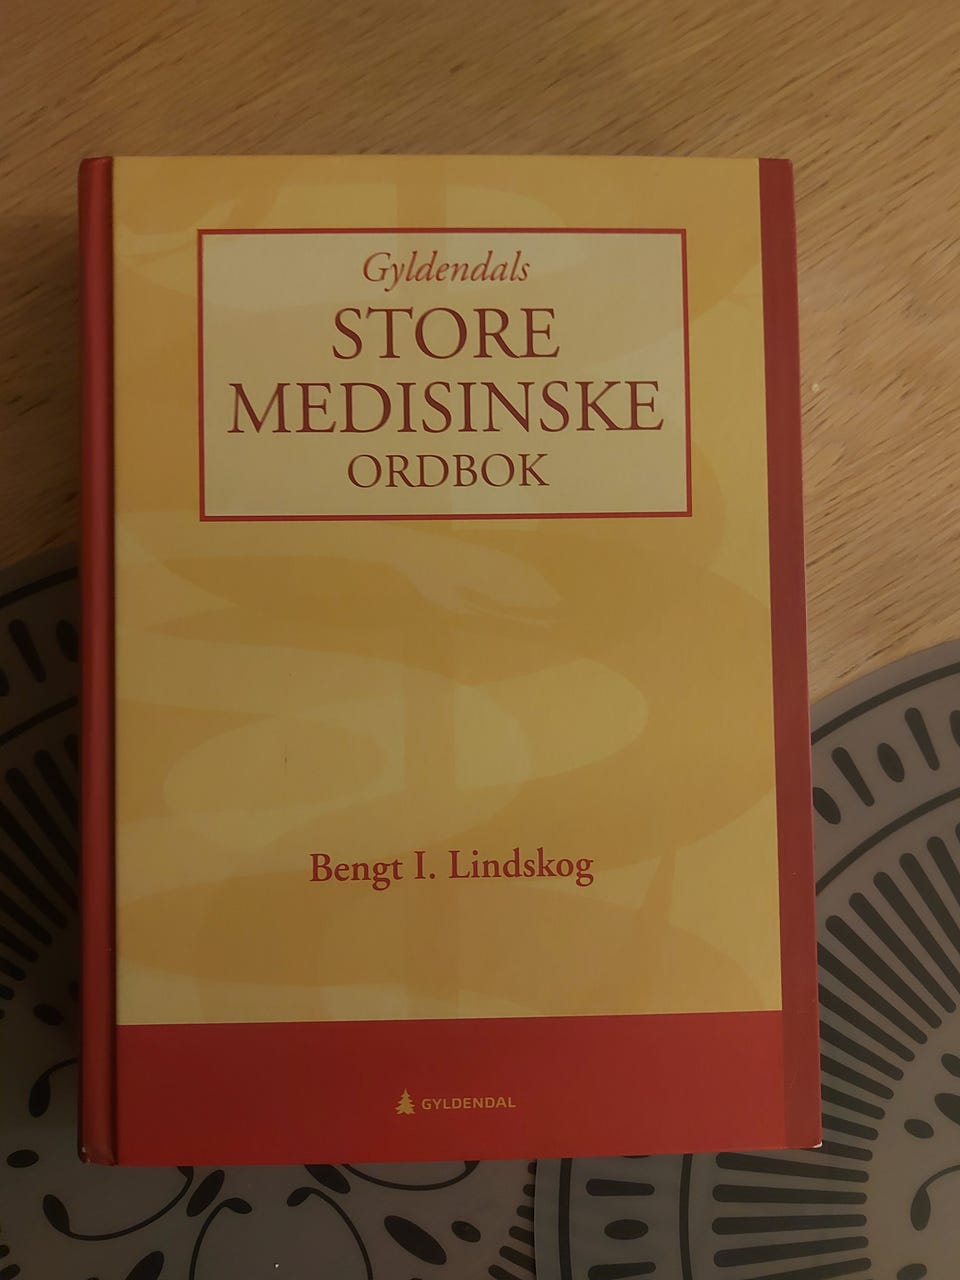 Gyldendals
STORE
MEDISINSKE
ORDBOK
Bengt I. Lindskog
GYLDENDAL